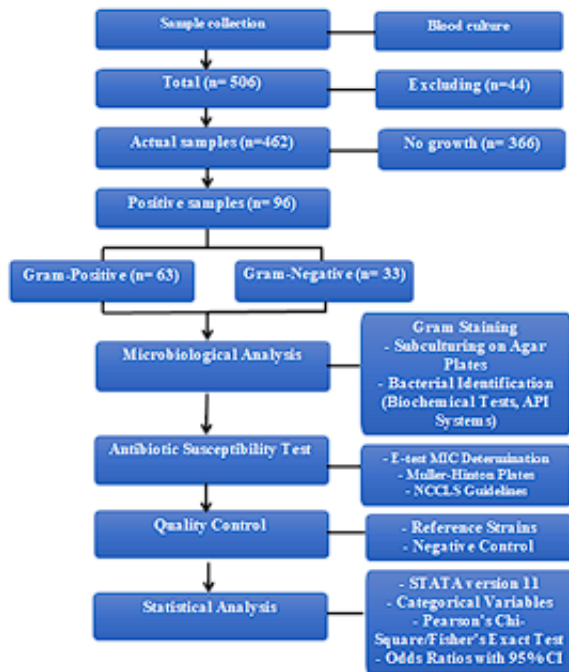 Sample collection
Blood culture
Total (n= 506)
Excluding (n=44)
Actual samples (n=462)
No growth (n= 366)
Positive samples (n= 96)
Gram-Positive (n= 63)
Gram-Negative (n= 33)
Microbiological Analysis
Gram Staining
- Subculturing on Agar
Plates
- Bacterial Identification
(Biochemical Tests, API
Systems)
Antibiotic Susceptibility Test
- E-test MIC Determination
- Muller-Hinton Plates
- NCCLS Guidelines
Quality Control
- Reference Strains
- Negative Control
Statistical Analysis
- STATA version 11
- Categorical Variables
- Pearson's Chi-
Square/Fisher's Exact Test
- Odds Ratios with 95%CI